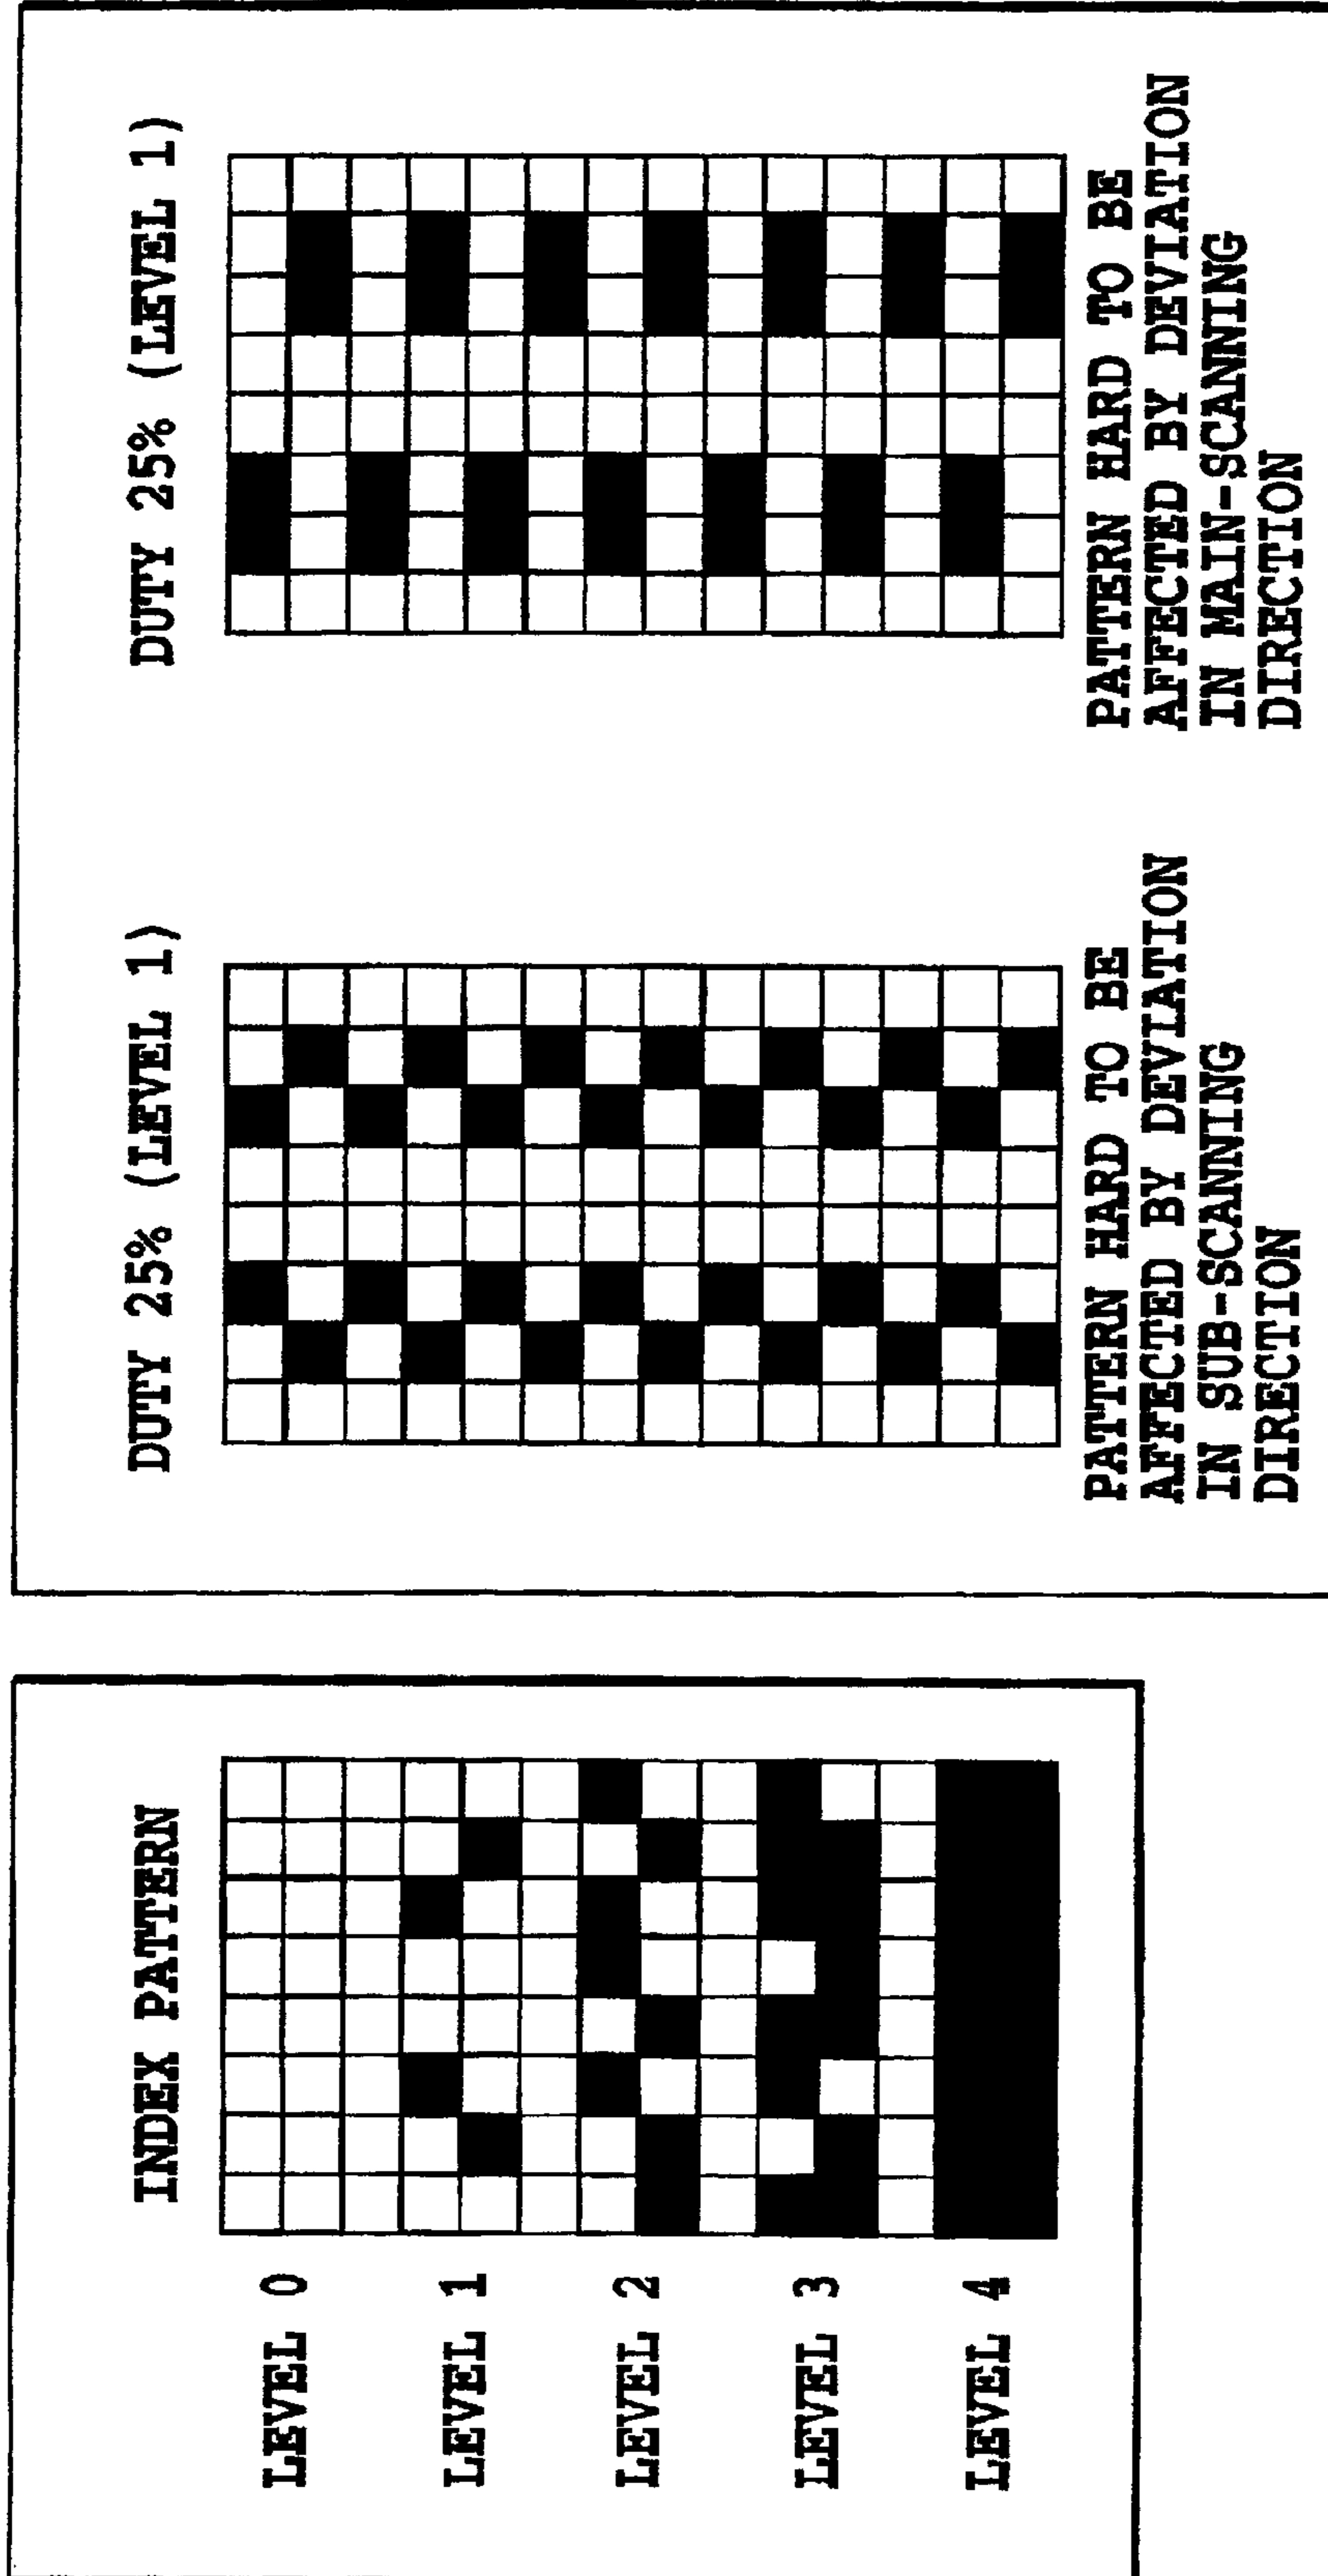 INDEX PATTERN
LEVEL 0
LEVEL 1
LEVEL 2
LEVEL 3
LEVEL 4
DUTY 25% (LEVEL 1)
PATTERN HARD TO BE
AFFECTED BY DEVIATION
IN SUB-SCANNING
DIRECTION
DUTY 25% (LEVEL 1)
PATTERN HARD TO BE
AFFECTED BY DEVIATION
IN MAIN-SCANNING
DIRECTION